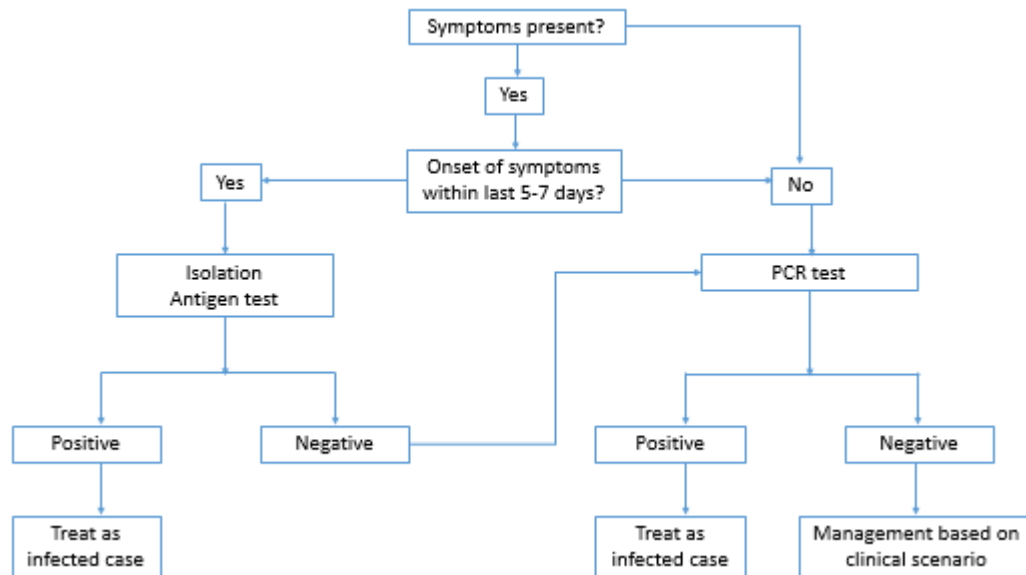 Symptoms present?
Yes
Onset of symptoms
within last 5-7 days?
Yes
No
Isolation
Antigen test
PCR test
Positive
Negative
Positive
Negative
Treat as
infected case
Treat as
infected case
Management based on
clinical scenario